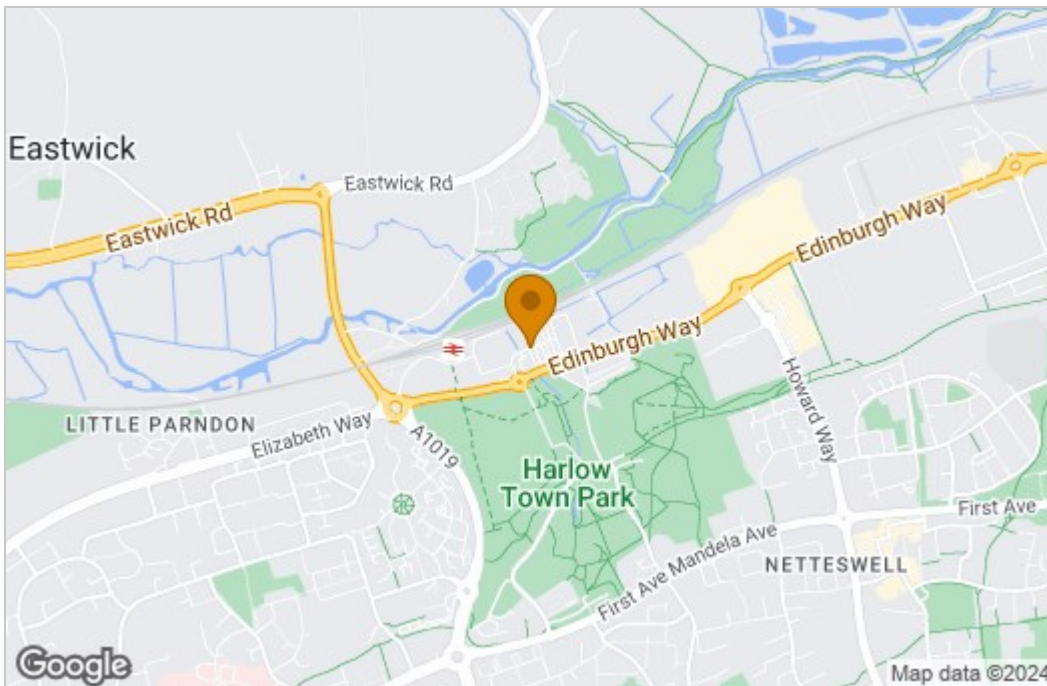 Eastwick
Eastwick Rd
Eastwick Rd
Edinburgh Way
Edinburgh Way
Howard Way
LITTLE PARNDON
Elizabeth Way
A1019
Harlow
Town Park
First Ave Mandela Ave
First Ave
NETTESWELL
Google
Map data ©2024